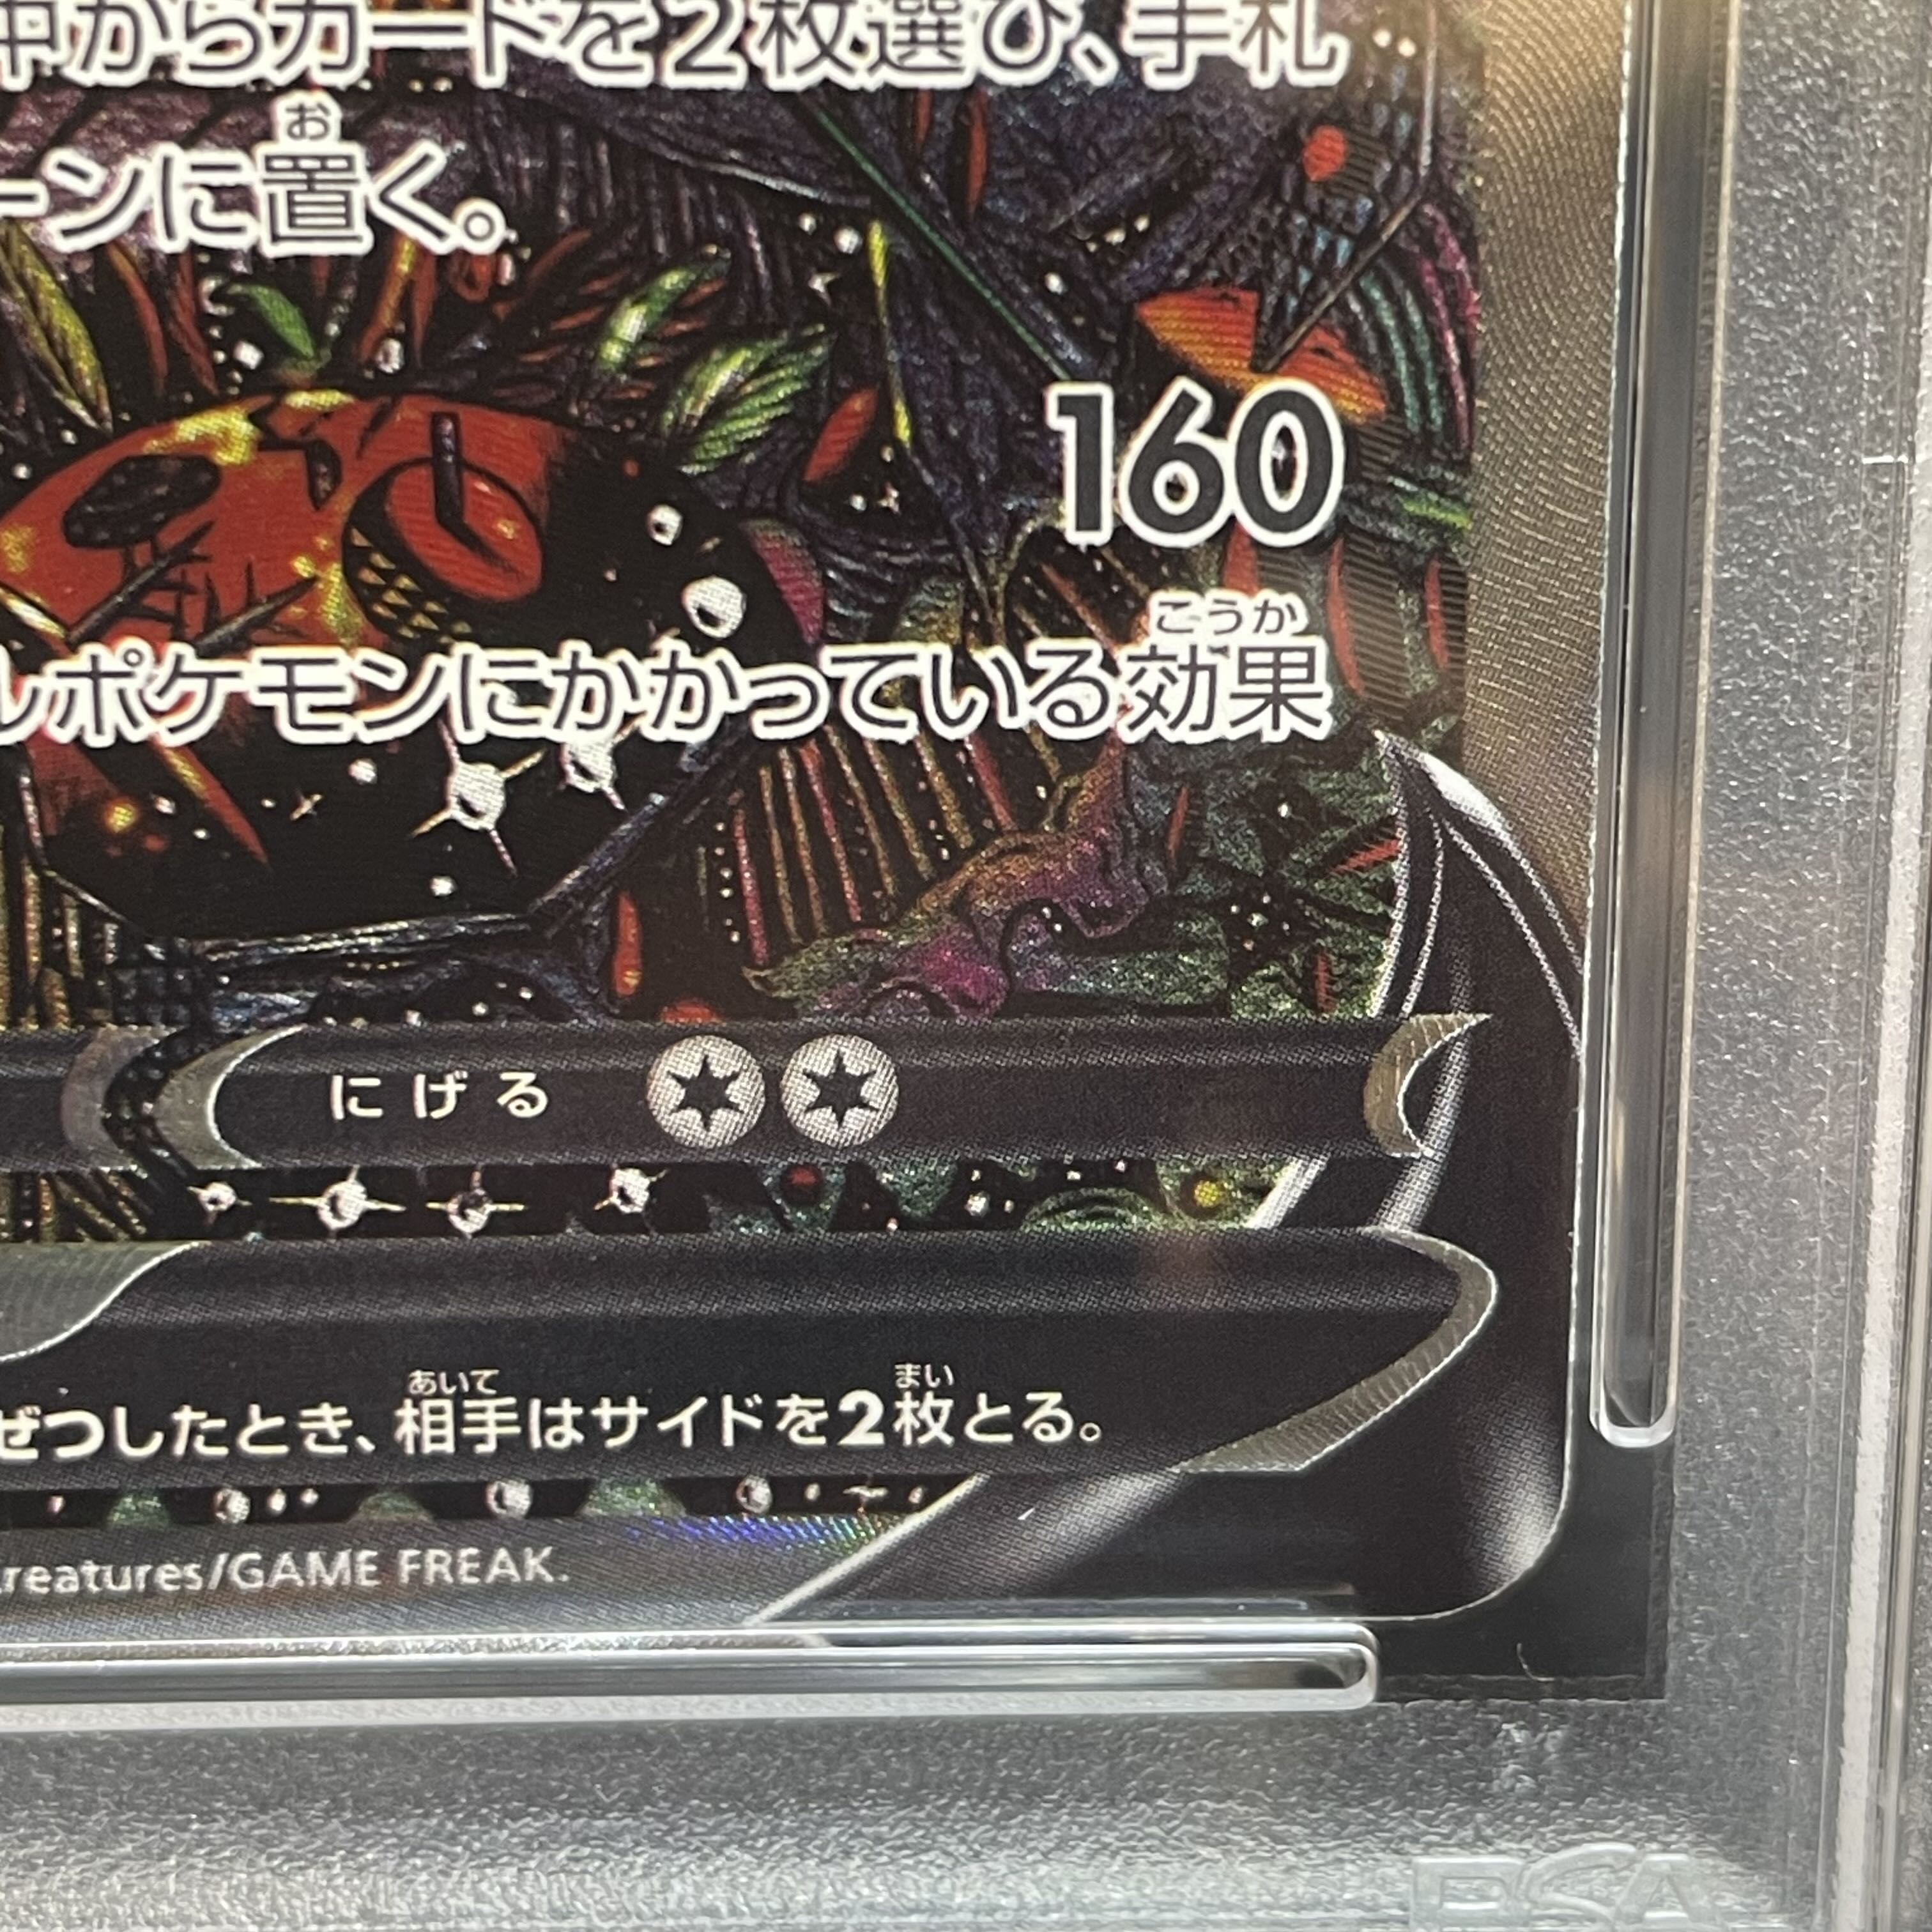 中からカードを2枚選び、手札
お
ーンに置く。
160
こうか
ルポケモンにかかっている効果
にげる
あいて まい
ぜつしたとき、相手はサイドを2枚とる。
reatures/GAME FREAK.
PSA